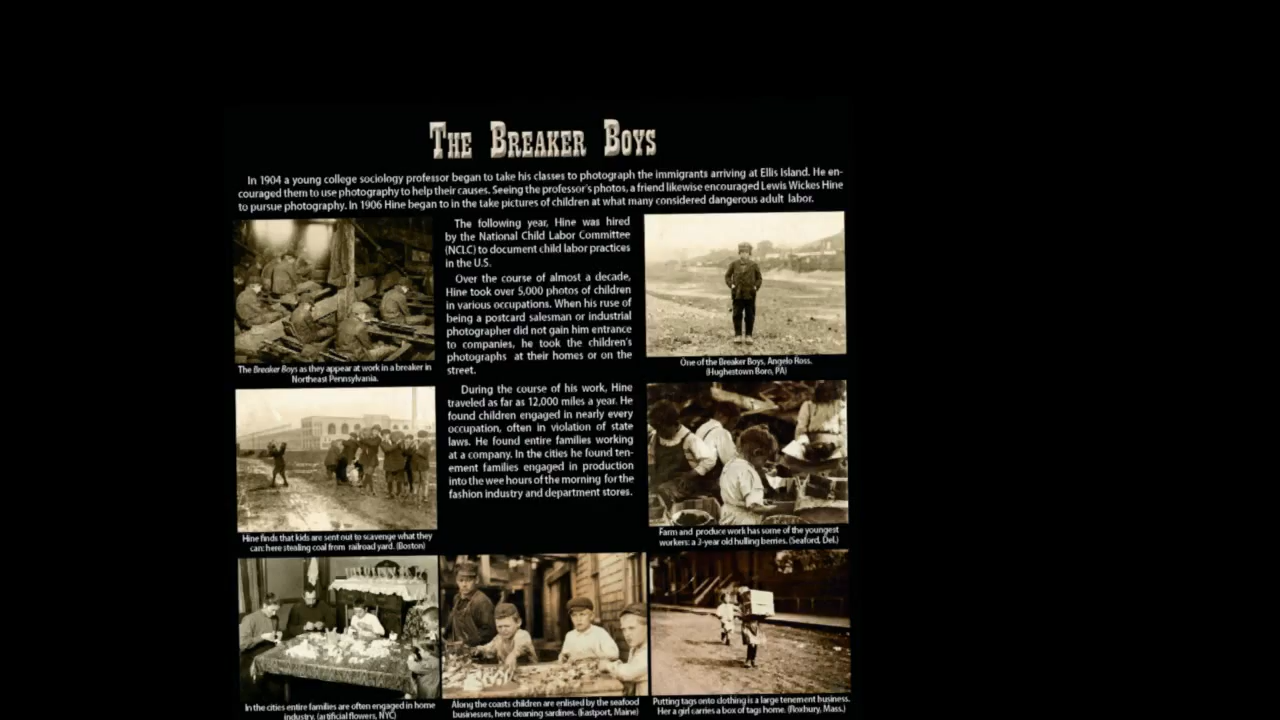 THE BREAKER BOYS
In 1904 a young college sociology professor began to take his classes to photograph the immigrants arriving at Ellis Island. He en-
couraged them to use photography to help their causes. Seeing the professor's photos, a friend likewise encouraged Lewis Wickes Hine
to pursue photography. In 1906 Hine began to in the take pictures of children at what many considered dangerous adult labor.
The following year, Hine was hired
by the National Child Labor Committee
(NCLC) to document child labor practices
in the U.S.
Over the course of almost a decade,
Hine took over 5,000 photos of children
in various occupations. When his ruse of
being a postcard salesman or industrial
photographer did not gain him entrance
to companies, he took the children's
photographs at their homes or on the
street.
During the course of his work, Hine
traveled as far as 12,000 miles a year. He
found children engaged in nearly every
occupation, often in violation of state
laws. He found entire families working
at a company. In the cities he found ten-
ement families engaged in production
into the wee hours of the morning for the
fashion industry and department stores.
The Breaker Boys as they appear at work in a breaker in
Northeast Pennsylvania.
One of the Breaker Boys, Angelo Ross.
(Hughestown Boro, PA)
Hine finds that kids are sent out to scavenge what they
can: here stealing coal from railroad yard. (Boston)
Farm and produce work has some of the youngest
workers: a 3-year old hulling berries. (Seaford, Del.)
In the cities entire families are often engaged in home
industry. (artificial flowers, NYC)
Along the coasts children are enlisted by the seafood
businesses, here cleaning sardines. (Eastport, Maine)
Putting tags onto clothing is a large tenement business.
Her a girl carries a box of tags home. (Roxbury, Mass.)